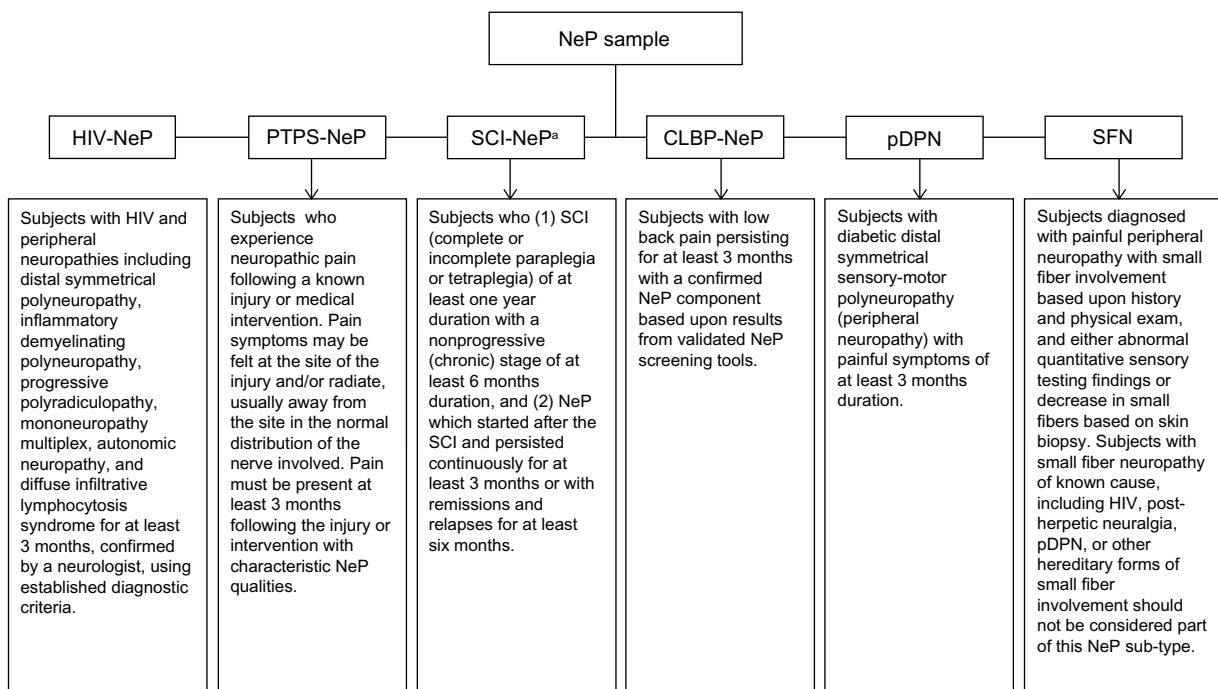 NeP sample
HIV-NeP
PTPS-NeP
SCI-NePᵃ
CLBP-NeP
pDPN
SFN
Subjects with HIV and
peripheral
neuropathies including
distal symmetrical
polyneuropathy,
inflammatory
demyelinating
polyneuropathy,
progressive
polyradiculopathy,
mononeuropathy
multiplex, autonomic
neuropathy, and
diffuse infiltrative
lymphocytosis
syndrome for at least
3 months, confirmed
by a neurologist, using
established diagnostic
criteria.
Subjects who
experience
neuropathic pain
following a known
injury or medical
intervention. Pain
symptoms may be
felt at the site of the
injury and/or radiate,
usually away from
the site in the normal
distribution of the
nerve involved. Pain
must be present at
least 3 months
following the injury or
intervention with
characteristic NeP
qualities.
Subjects who (1) SCI
(complete or
incomplete paraplegia
or tetraplegia) of at
least one year
duration with a
nonprogressive
(chronic) stage of at
least 6 months
duration, and (2) NeP
which started after the
SCI and persisted
continuously for at
least 3 months or with
remissions and
relapses for at least
six months.
Subjects with low
back pain persisting
for at least 3 months
with a confirmed
NeP component
based upon results
from validated NeP
screening tools.
Subjects with
diabetic distal
symmetrical
sensory-motor
polyneuropathy
(peripheral
neuropathy) with
painful symptoms of
at least 3 months
duration.
Subjects diagnosed
with painful peripheral
neuropathy with small
fiber involvement
based upon history
and physical exam,
and either abnormal
quantitative sensory
testing findings or
decrease in small
fibers based on skin
biopsy. Subjects with
small fiber neuropathy
of known cause,
including HIV, post-
herpetic neuralgia,
pDPN, or other
hereditary forms of
small fiber
involvement should
not be considered part
of this NeP sub-type.